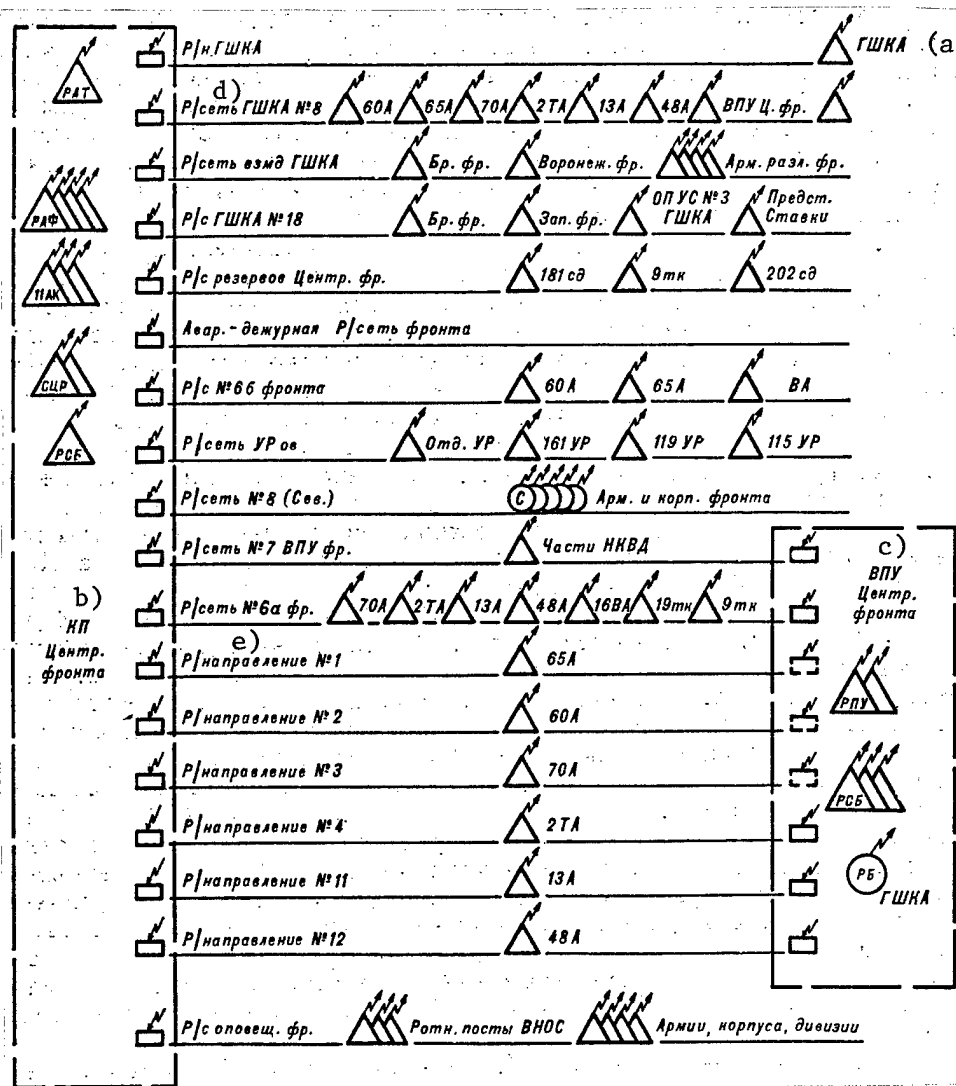 Р/н ГШКА ГШКА (a
РАТ
d)
Р/сеть ГШКА №8 60А 65А 70А 2ТА 13А 48А ВПУ Ц. фр.
Р/сеть взмд ГШКА Бр. фр. Воронеж. фр. Арм. разл. фр.
РАФ
Р/с ГШКА №18 Бр. фр. Зап. фр. ОП УС №3 ГШКА Предст. Ставки
11АК
Р/с резервов Центр. фр. 181 сд 9тк 202 сд
Авар.-дежурная Р/сеть фронта
СЦР
Р/с №6б фронта 60А 65А ВА
РСБ
Р/сеть УР ов Отд. УР 161 УР 119 УР 115 УР
Р/сеть №8 (Сев.) С Арм. и корп. фронта
Р/сеть №7 ВПУ фр. Части НКВД
c)
ВПУ
Центр.
фронта
b)
КП
Центр.
фронта
Р/сеть №6а фр. 70А 2ТА 13А 48А 16ВА 19тк 9тк
e)
Р/направление №1 65А
РПУ
Р/направление №2 60А
Р/направление №3 70А
РСБ
Р/направление №4 2ТА
Р/направление №11 13А
РБ
ГШКА
Р/направление №12 48А
Р/с оповещ. фр. Ротн. посты ВНОС Армии, корпуса, дивизии